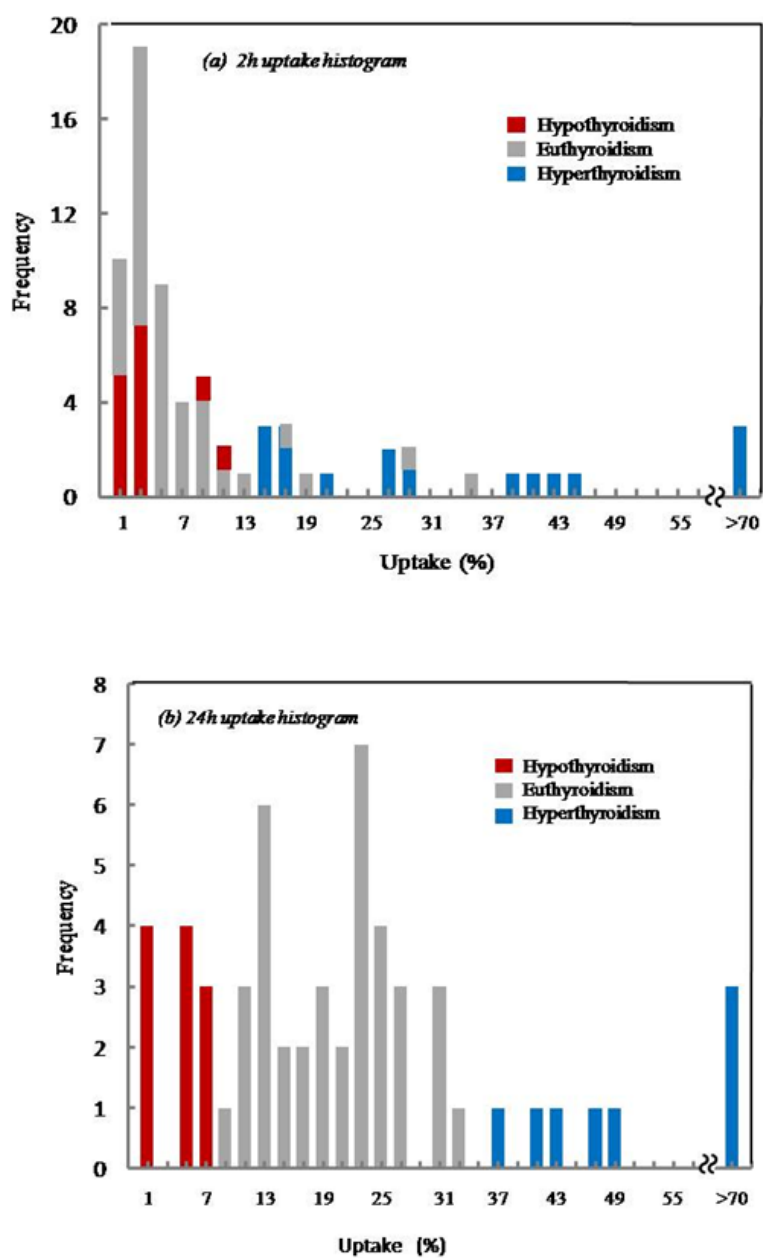 20
(a) 2h uptake histogram
16
Hypothyroidism
Euthyroidism
Hyperthyroidism
12
Frequency
8
4
0
1 7 13 19 25 31 37 43 49 55 >70
Uptake (%)
8
(b) 24h uptake histogram
7
Hypothyroidism
Euthyroidism
Hyperthyroidism
6
5
Frequency
4
3
2
1
0
1 7 13 19 25 31 37 43 49 55 >70
Uptake (%)